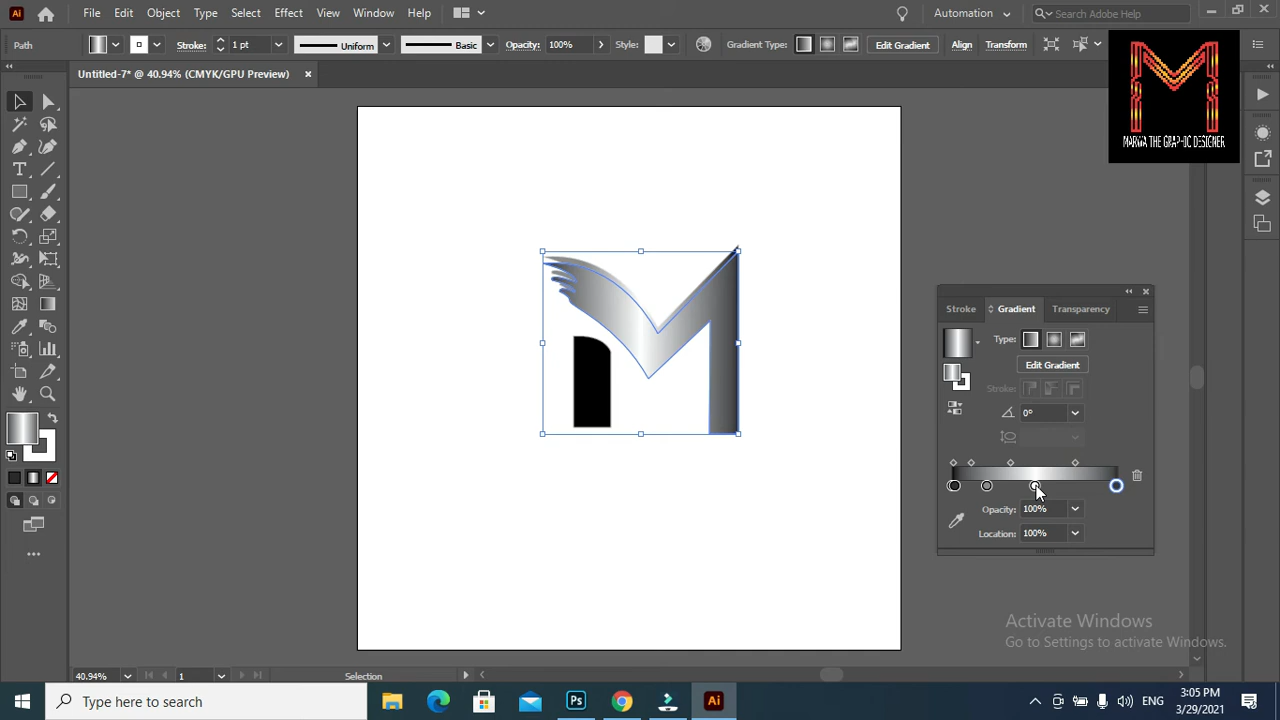 Ai
File Edit Object Type Select Effect View Window Help
Automation
Search Adobe Help
Path
Stroke: 1 pt
Uniform
Basic
Opacity: 100%
Style:
Gradient Type:
Edit Gradient
Align
Transform
Untitled-7* @ 40.94% (CMYK/GPU Preview)
M
MARWA THE GRAPHIC DESIGNER
M
Stroke Gradient Transparency
Type:
Edit Gradient
Stroke:
0°
Opacity: 100%
Location: 100%
Activate Windows
Go to Settings to activate Windows.
40.94%
1
Selection
Type here to search
Ps
Ai
ENG
3:05 PM
3/29/2021